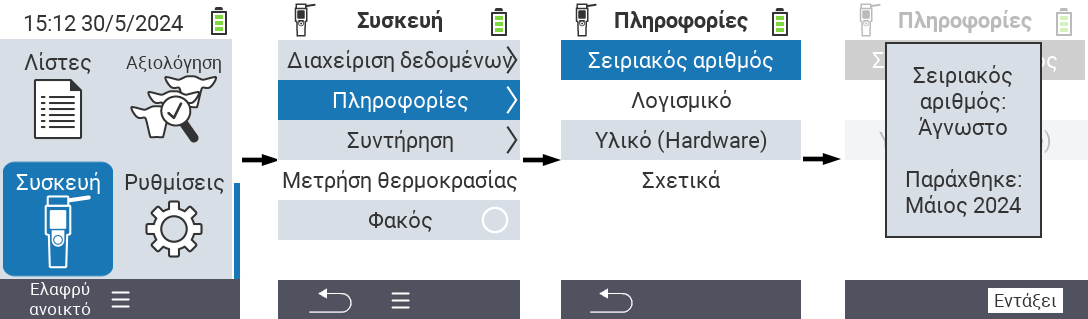 15:12 30/5/2024
Λίστες
Αξιολόγηση
Συσκευή
Ρυθμίσεις
Ελαφρύ
ανοικτό
Συσκευή
Διαχείριση δεδομένων
Πληροφορίες
Συντήρηση
Μετρήση θερμοκρασίας
Φακός
Πληροφορίες
Σειριακός αριθμός
Λογισμικό
Υλικό (Hardware)
Σχετικά
Πληροφορίες
Σειριακός
αριθμός:
Άγνωστο
Παράχθηκε:
Μάιος 2024
Εντάξει